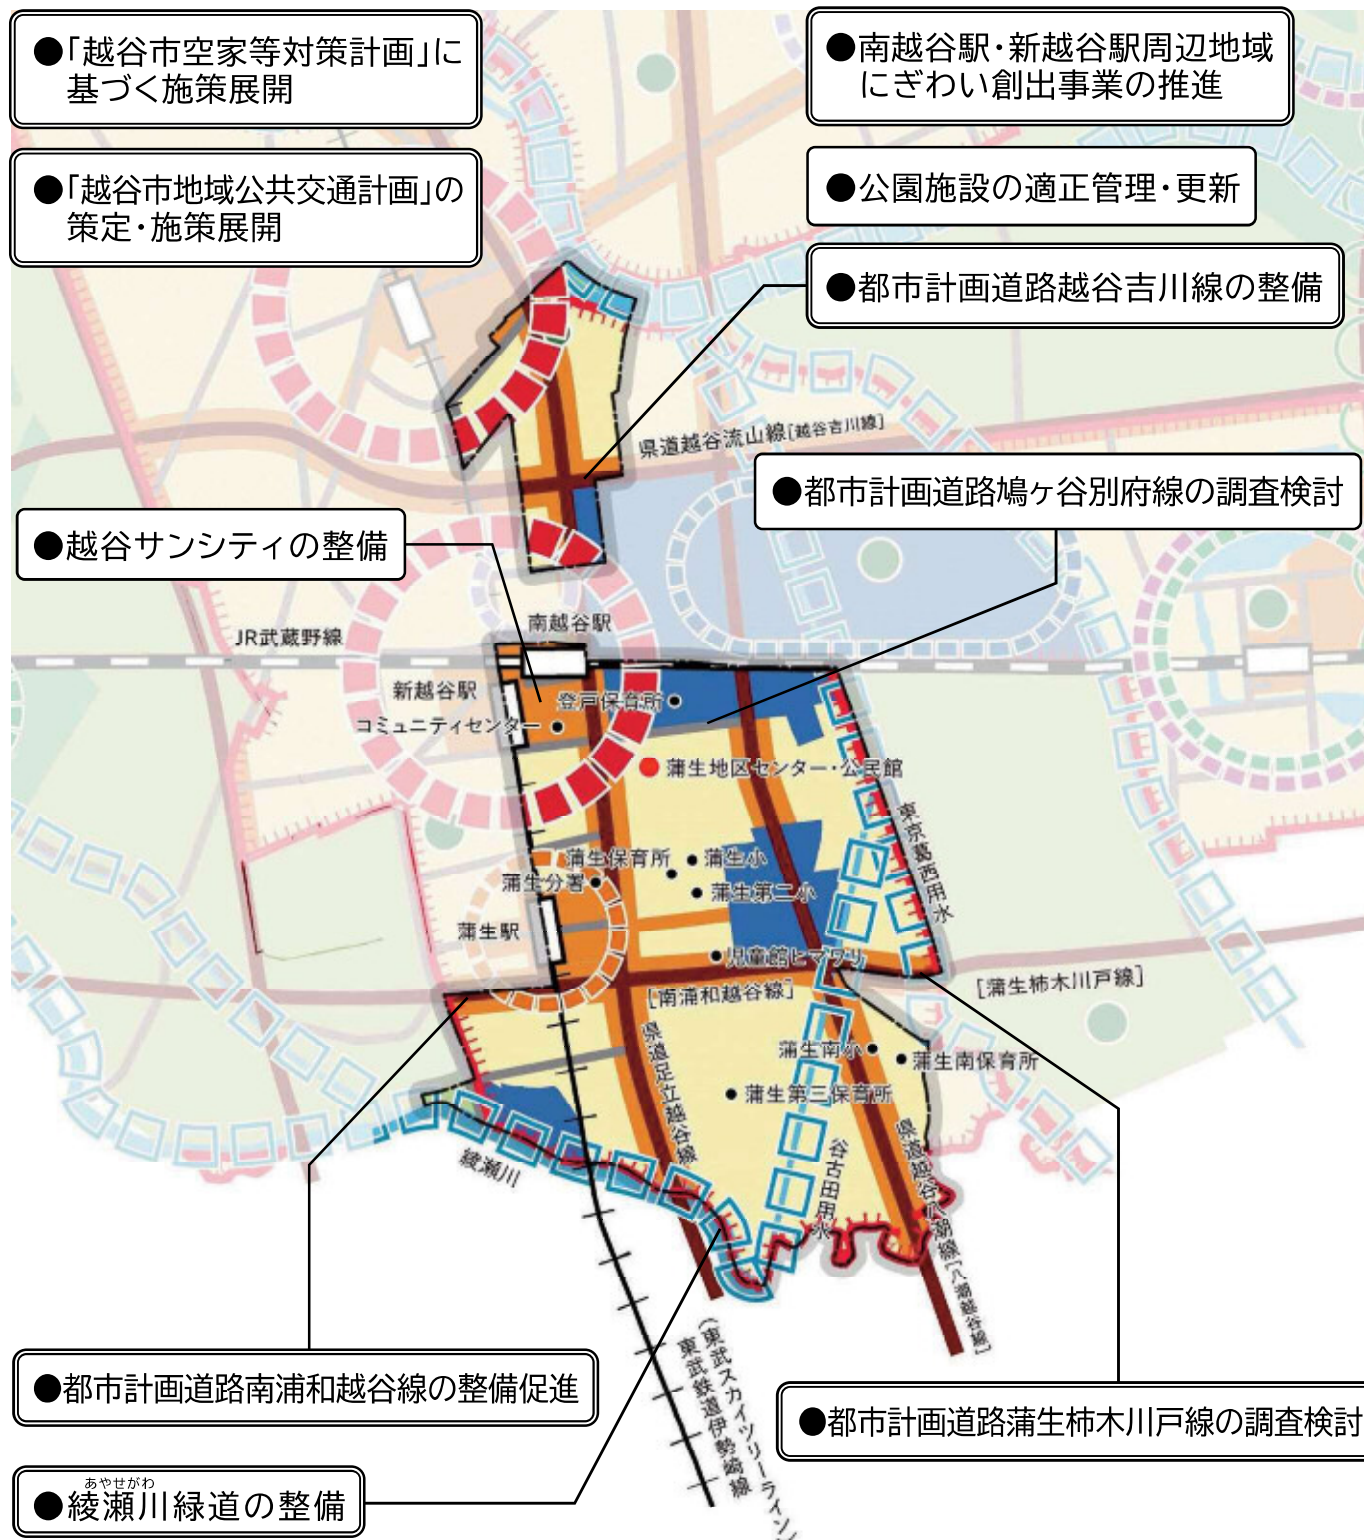 ●「越谷市空家等対策計画」に
基づく施策展開
●「越谷市地域公共交通計画」の
策定・施策展開
●南越谷駅・新越谷駅周辺地域
にぎわい創出事業の推進
●公園施設の適正管理・更新
●都市計画道路越谷吉川線の整備
県道越谷流山線[越谷吉川線]
●都市計画道路鳩ヶ谷別府線の調査検討
●越谷サンシティの整備
南越谷駅
JR武蔵野線
新越谷駅
登戸保育所
コミュニティセンター
蒲生地区センター・公民館
東京葛西用水
蒲生保育所
蒲生小
蒲生分署
蒲生第二小
蒲生駅
児童館ヒマワリ
[蒲生柿木川戸線]
[南浦和越谷線]
県道足立越谷線
蒲生南小
蒲生南保育所
蒲生第三保育所
綾瀬川
谷古田用水
県道越谷八潮線[八潮越谷線]
(東武スカイツリーライン)
東武鉄道伊勢崎線
●都市計画道路南浦和越谷線の整備促進
●都市計画道路蒲生柿木川戸線の調査検討
あやせがわ
●綾瀬川緑道の整備